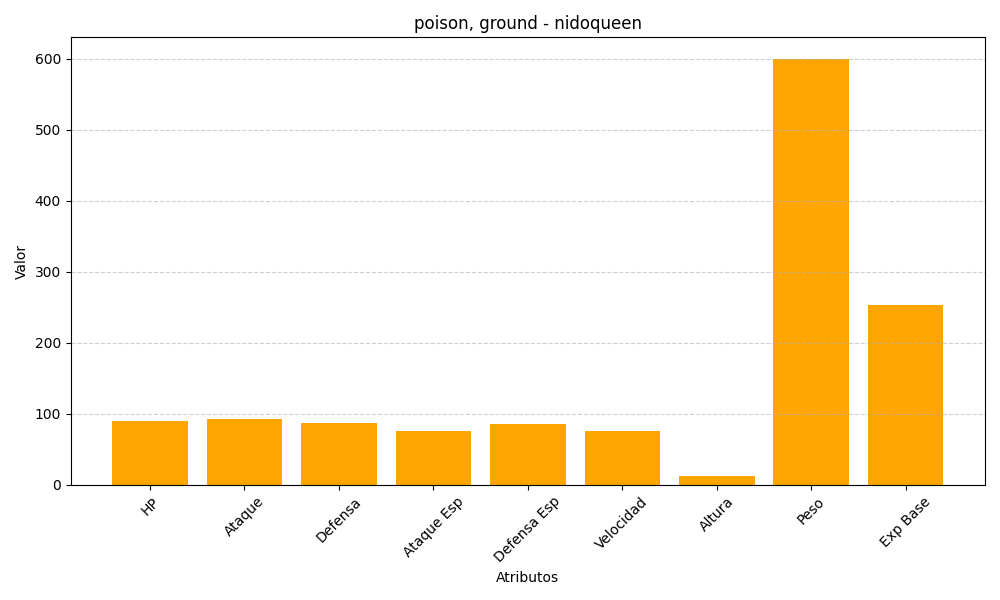 poison, ground - nidoqueen
Valor
600
500
400
300
200
100
0
HP
Ataque
Defensa
Ataque Esp
Defensa Esp
Velocidad
Altura
Peso
Exp Base
Atributos